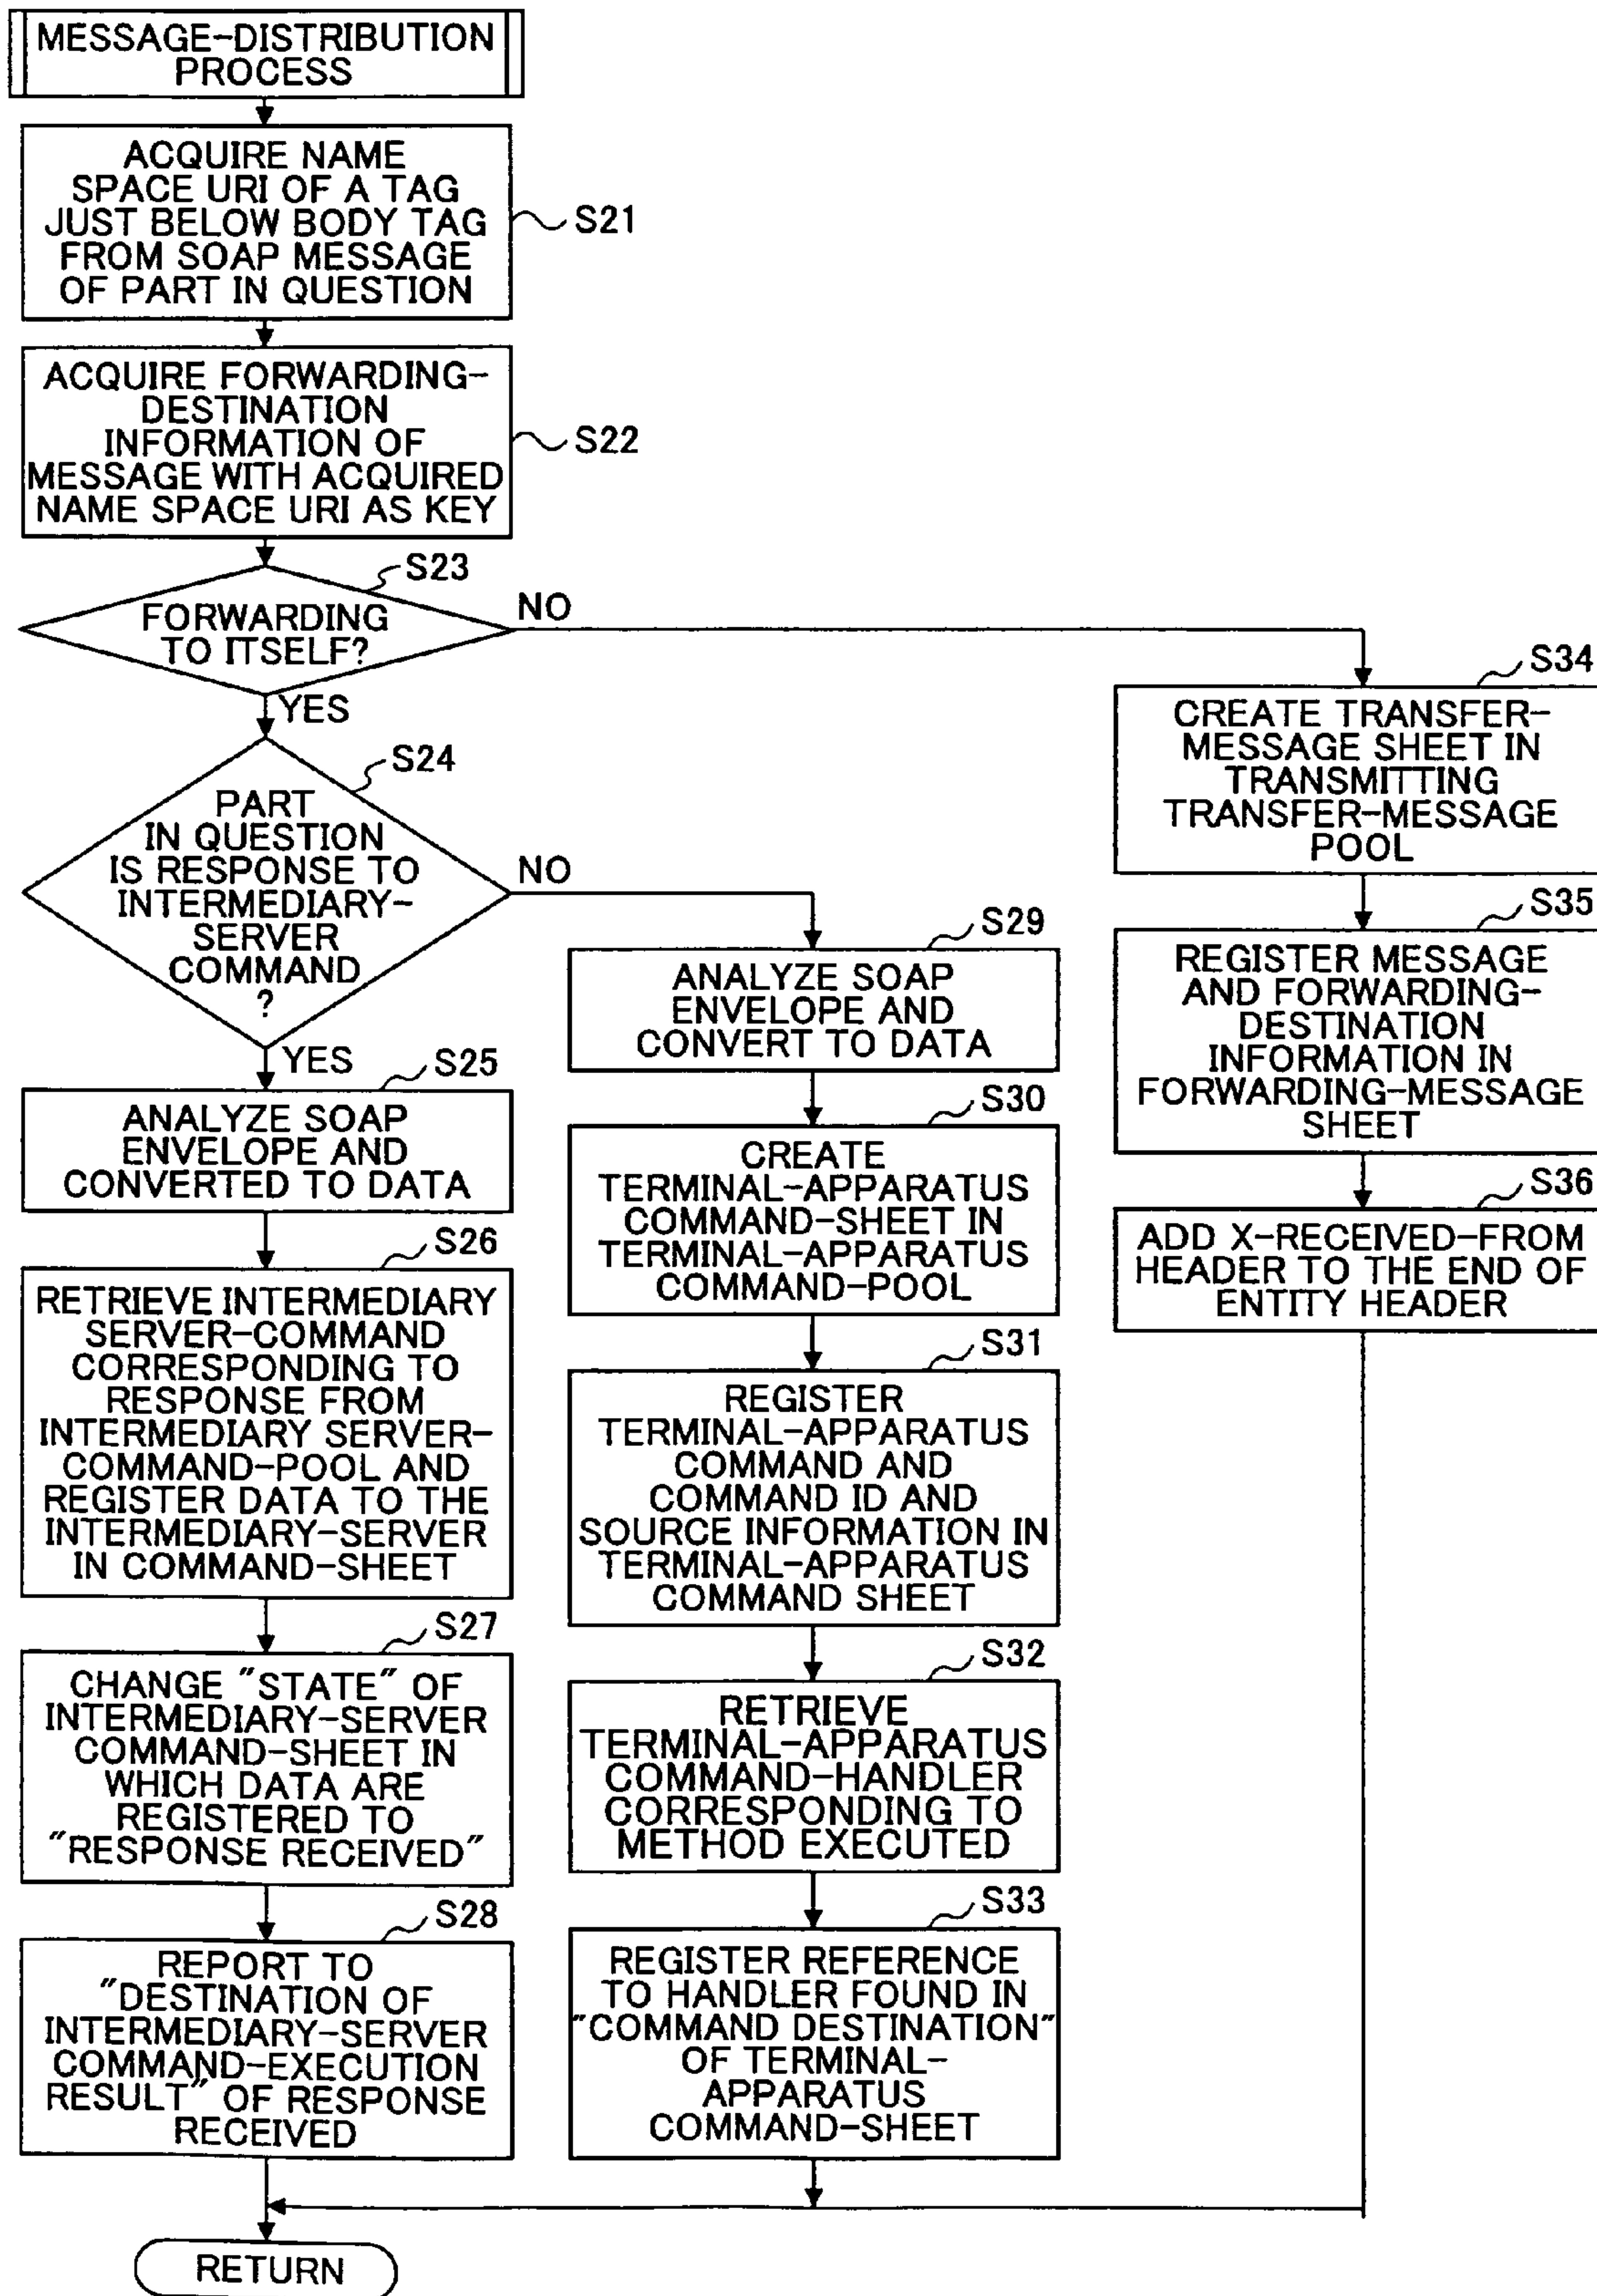 MESSAGE-DISTRIBUTION
PROCESS
ACQUIRE NAME
SPACE URI OF A TAG
JUST BELOW BODY TAG
FROM SOAP MESSAGE
OF PART IN QUESTION
S21
ACQUIRE FORWARDING-
DESTINATION
INFORMATION OF
MESSAGE WITH ACQUIRED
NAME SPACE URI AS KEY
S22
S23
FORWARDING
TO ITSELF?
NO
YES
S24
PART
IN QUESTION
IS RESPONSE TO
INTERMEDIARY-
SERVER
COMMAND
?
NO
YES
S25
ANALYZE SOAP
ENVELOPE AND
CONVERTED TO DATA
S26
RETRIEVE INTERMEDIARY
SERVER-COMMAND
CORRESPONDING TO
RESPONSE FROM
INTERMEDIARY SERVER-
COMMAND-POOL AND
REGISTER DATA TO THE
INTERMEDIARY-SERVER
IN COMMAND-SHEET
S27
CHANGE "STATE" OF
INTERMEDIARY-SERVER
COMMAND-SHEET IN
WHICH DATA ARE
REGISTERED TO
"RESPONSE RECEIVED"
S28
REPORT TO
"DESTINATION OF
INTERMEDIARY-SERVER
COMMAND-EXECUTION
RESULT" OF RESPONSE
RECEIVED
S29
ANALYZE SOAP
ENVELOPE AND
CONVERT TO DATA
S30
CREATE
TERMINAL-APPARATUS
COMMAND-SHEET IN
TERMINAL-APPARATUS
COMMAND-POOL
S31
REGISTER
TERMINAL-APPARATUS
COMMAND AND
COMMAND ID AND
SOURCE INFORMATION IN
TERMINAL-APPARATUS
COMMAND SHEET
S32
RETRIEVE
TERMINAL-APPARATUS
COMMAND-HANDLER
CORRESPONDING TO
METHOD EXECUTED
S33
REGISTER REFERENCE
TO HANDLER FOUND IN
"COMMAND DESTINATION"
OF TERMINAL-
APPARATUS
COMMAND-SHEET
S34
CREATE TRANSFER-
MESSAGE SHEET IN
TRANSMITTING
TRANSFER-MESSAGE
POOL
S35
REGISTER MESSAGE
AND FORWARDING-
DESTINATION
INFORMATION IN
FORWARDING-MESSAGE
SHEET
S36
ADD X-RECEIVED-FROM
HEADER TO THE END OF
ENTITY HEADER
RETURN